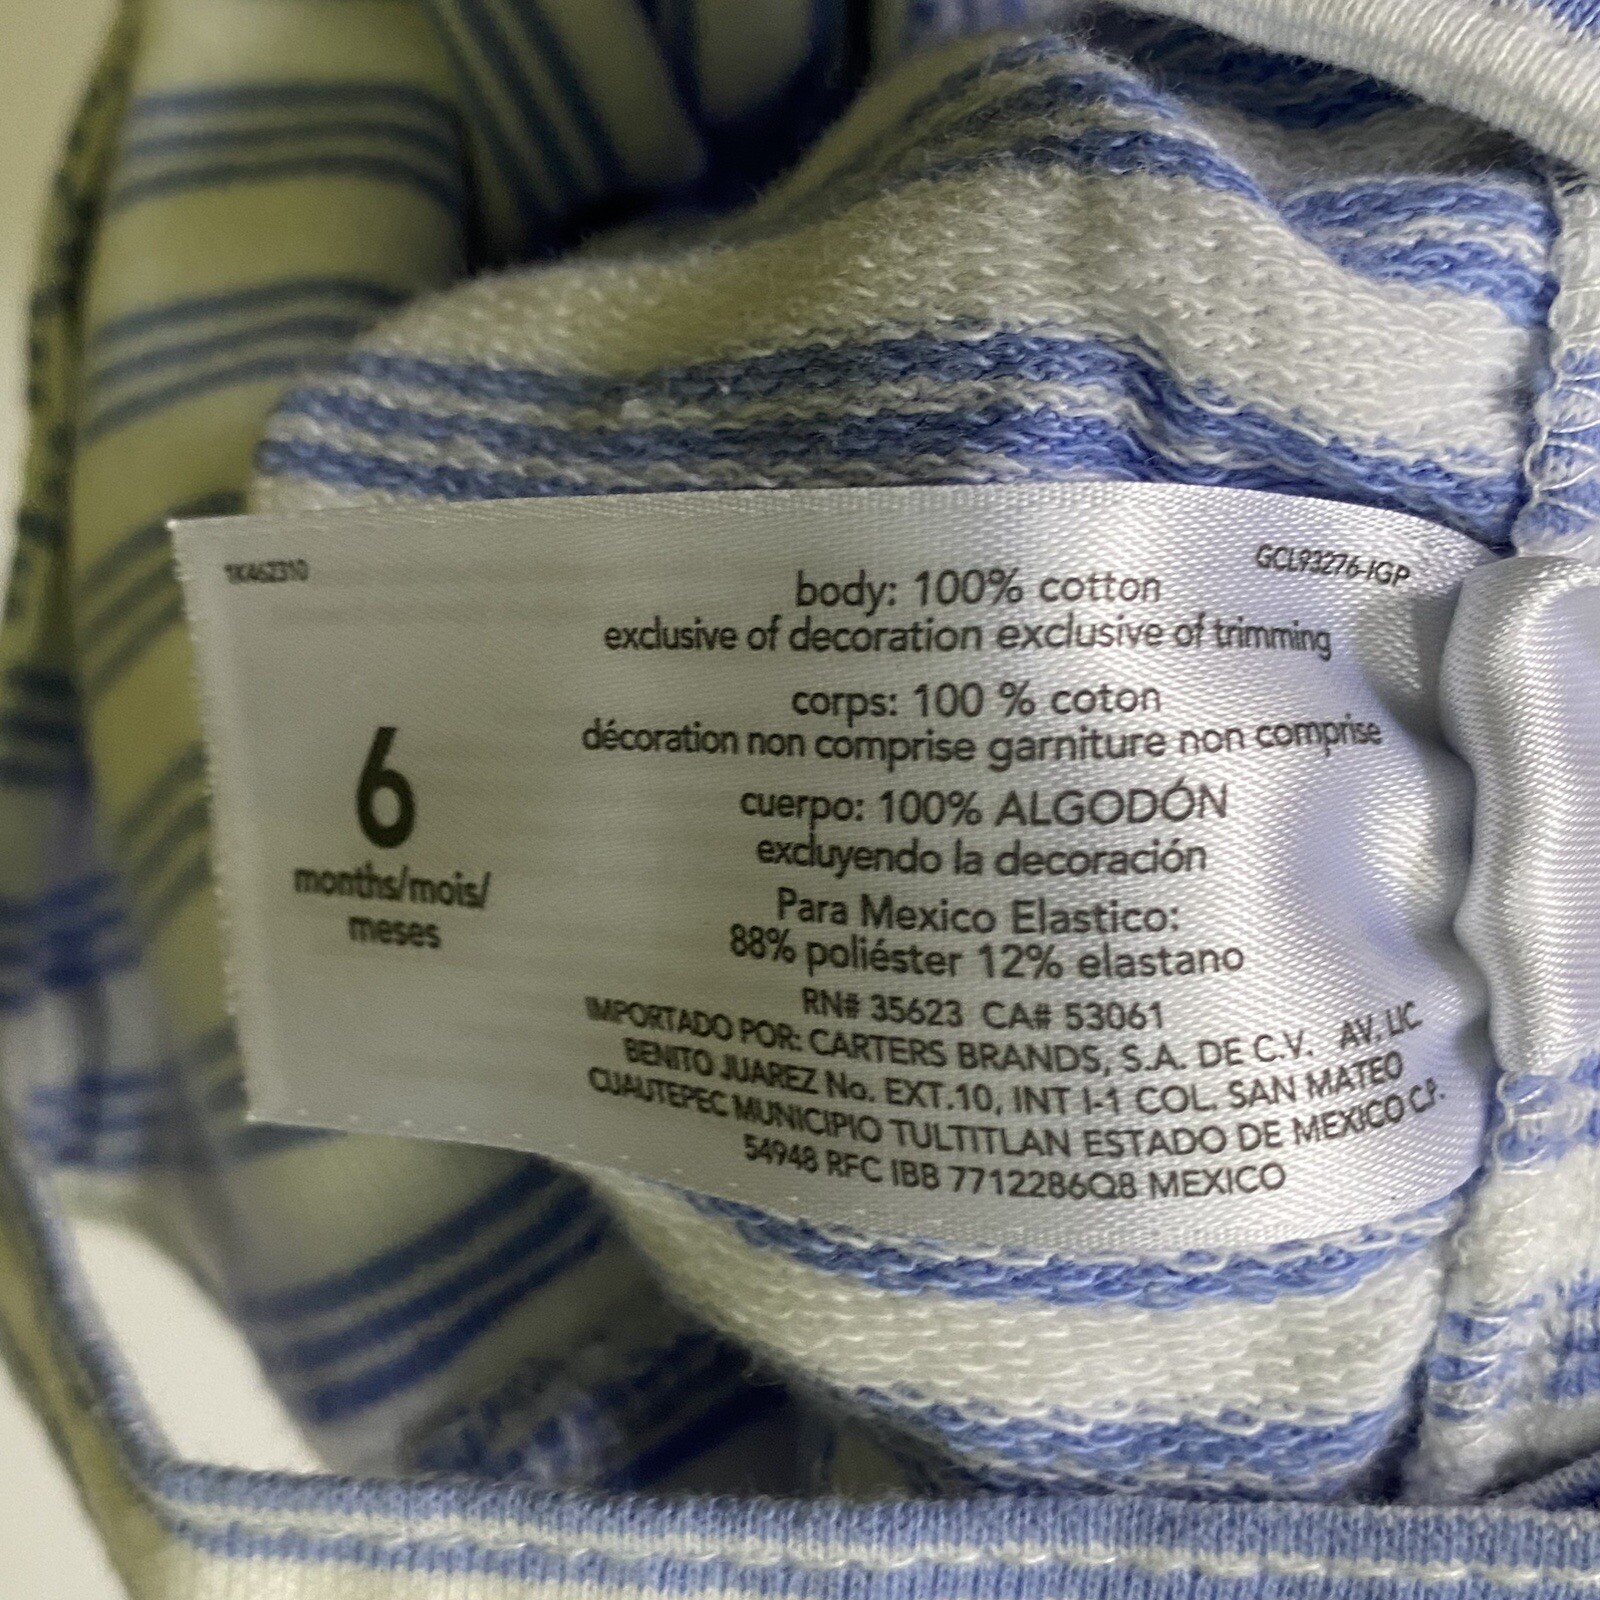 1K462310
GCL93276-IGP
body: 100% cotton
exclusive of decoration exclusive of trimming
corps: 100 % coton
décoration non comprise garniture non comprise
cuerpo: 100% ALGODÓN
excluyendo la decoración
Para Mexico Elastico:
88% poliéster 12% elastano
RN# 35623 CA# 53061
IMPORTADO POR: CARTERS BRANDS, S.A. DE C.V. AV. LIC
BENITO JUAREZ No. EXT.10, INT I-1 COL. SAN MATEO
CUAUTEPEC MUNICIPIO TULTITLAN ESTADO DE MEXICO C.P.
54948 RFC IBB 7712286Q8 MEXICO
6
months/mois/
meses